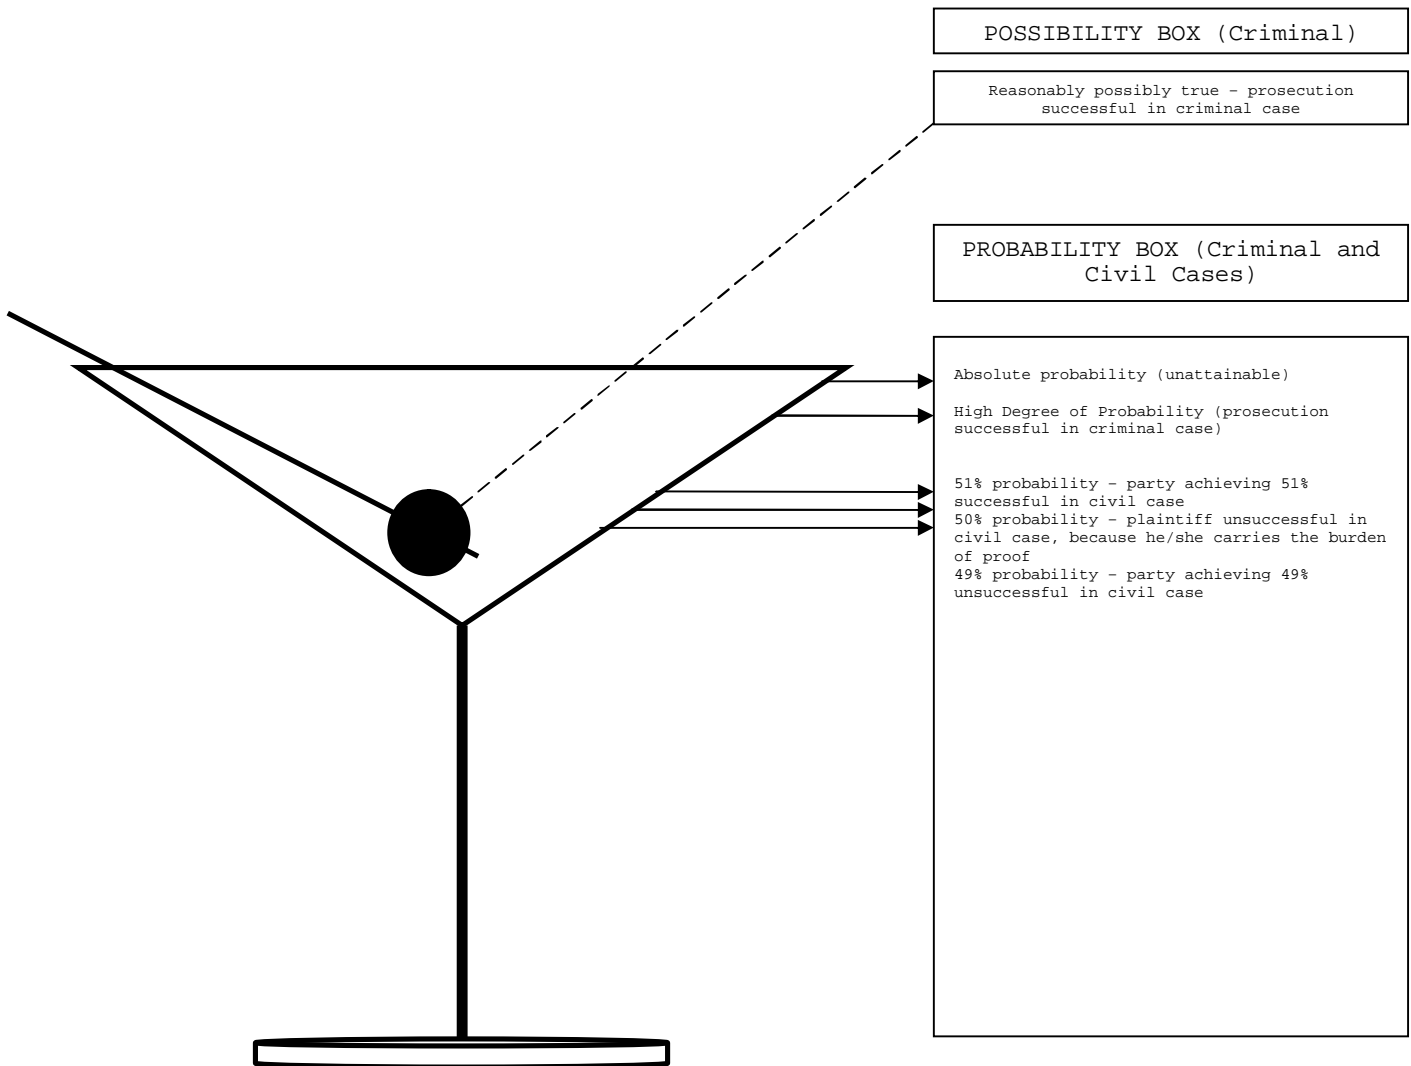 POSSIBILITY BOX (Criminal)
Reasonably possibly true – prosecution
successful in criminal case
PROBABILITY BOX (Criminal and
Civil Cases)
Absolute probability (unattainable)
High Degree of Probability (prosecution
successful in criminal case)
51% probability – party achieving 51%
successful in civil case
50% probability – plaintiff unsuccessful in
civil case, because he/she carries the burden
of proof
49% probability – party achieving 49%
unsuccessful in civil case